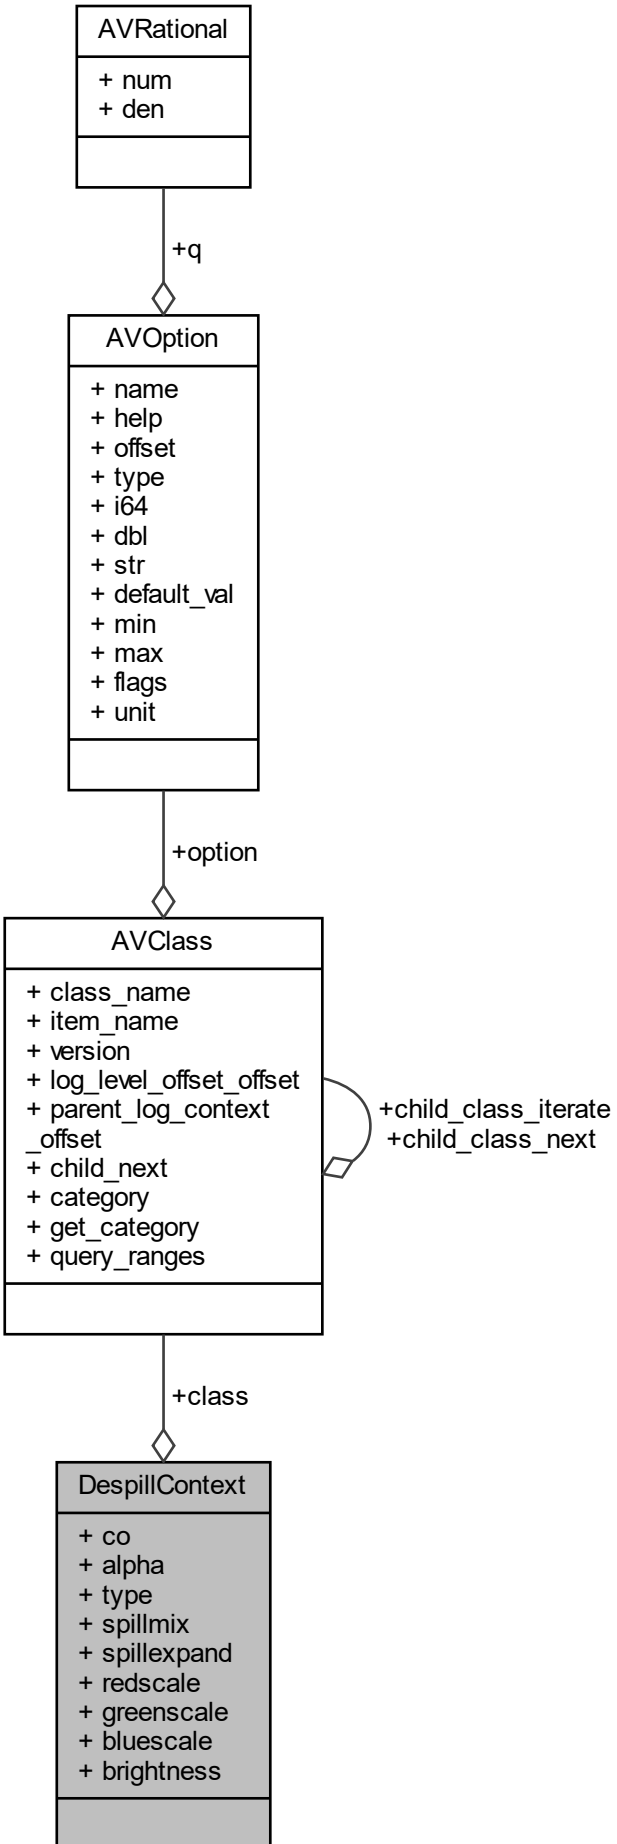 AVRational
+ num
+ den
+q
AVOption
+ name
+ help
+ offset
+ type
+ i64
+ dbl
+ str
+ default_val
+ min
+ max
+ flags
+ unit
+option
AVClass
+ class_name
+ item_name
+ version
+ log_level_offset_offset
+ parent_log_context
_offset
+ child_next
+ category
+ get_category
+ query_ranges
+child_class_iterate
+child_class_next
+class
DespillContext
+ co
+ alpha
+ type
+ spillmix
+ spillexpand
+ redscale
+ greenscale
+ bluescale
+ brightness